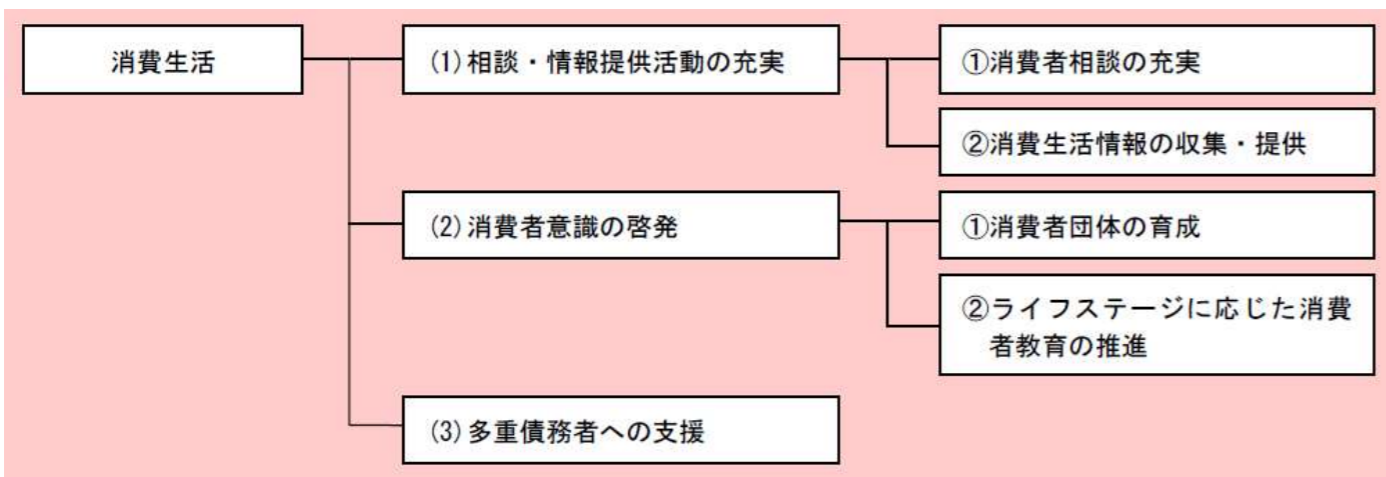 消費生活
(1)相談・情報提供活動の充実
①消費者相談の充実
②消費生活情報の収集・提供
(2)消費者意識の啓発
①消費者団体の育成
②ライフステージに応じた消費
者教育の推進
(3)多重債務者への支援